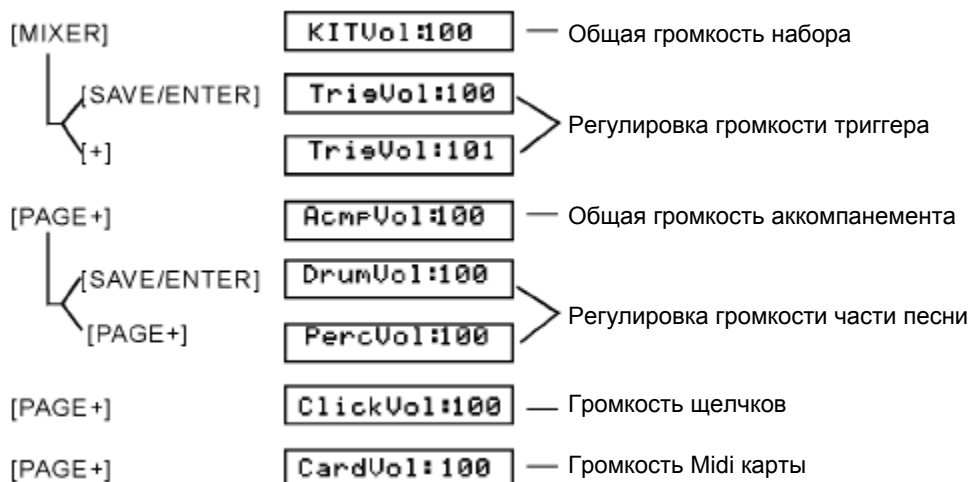 [MIXER] KITVol:100 Общая громкость набора
[SAVE/ENTER] TrigVol:100
Регулировка громкости триггера
[+] TrigVol:101
[PAGE+] AcmpVol:100 Общая громкость аккомпанемента
[SAVE/ENTER] DrumVol:100
Регулировка громкости части песни
[PAGE+] PercVol:100
[PAGE+] ClickVol:100 Громкость щелчков
[PAGE+] CardVol:100 Громкость Midi карты